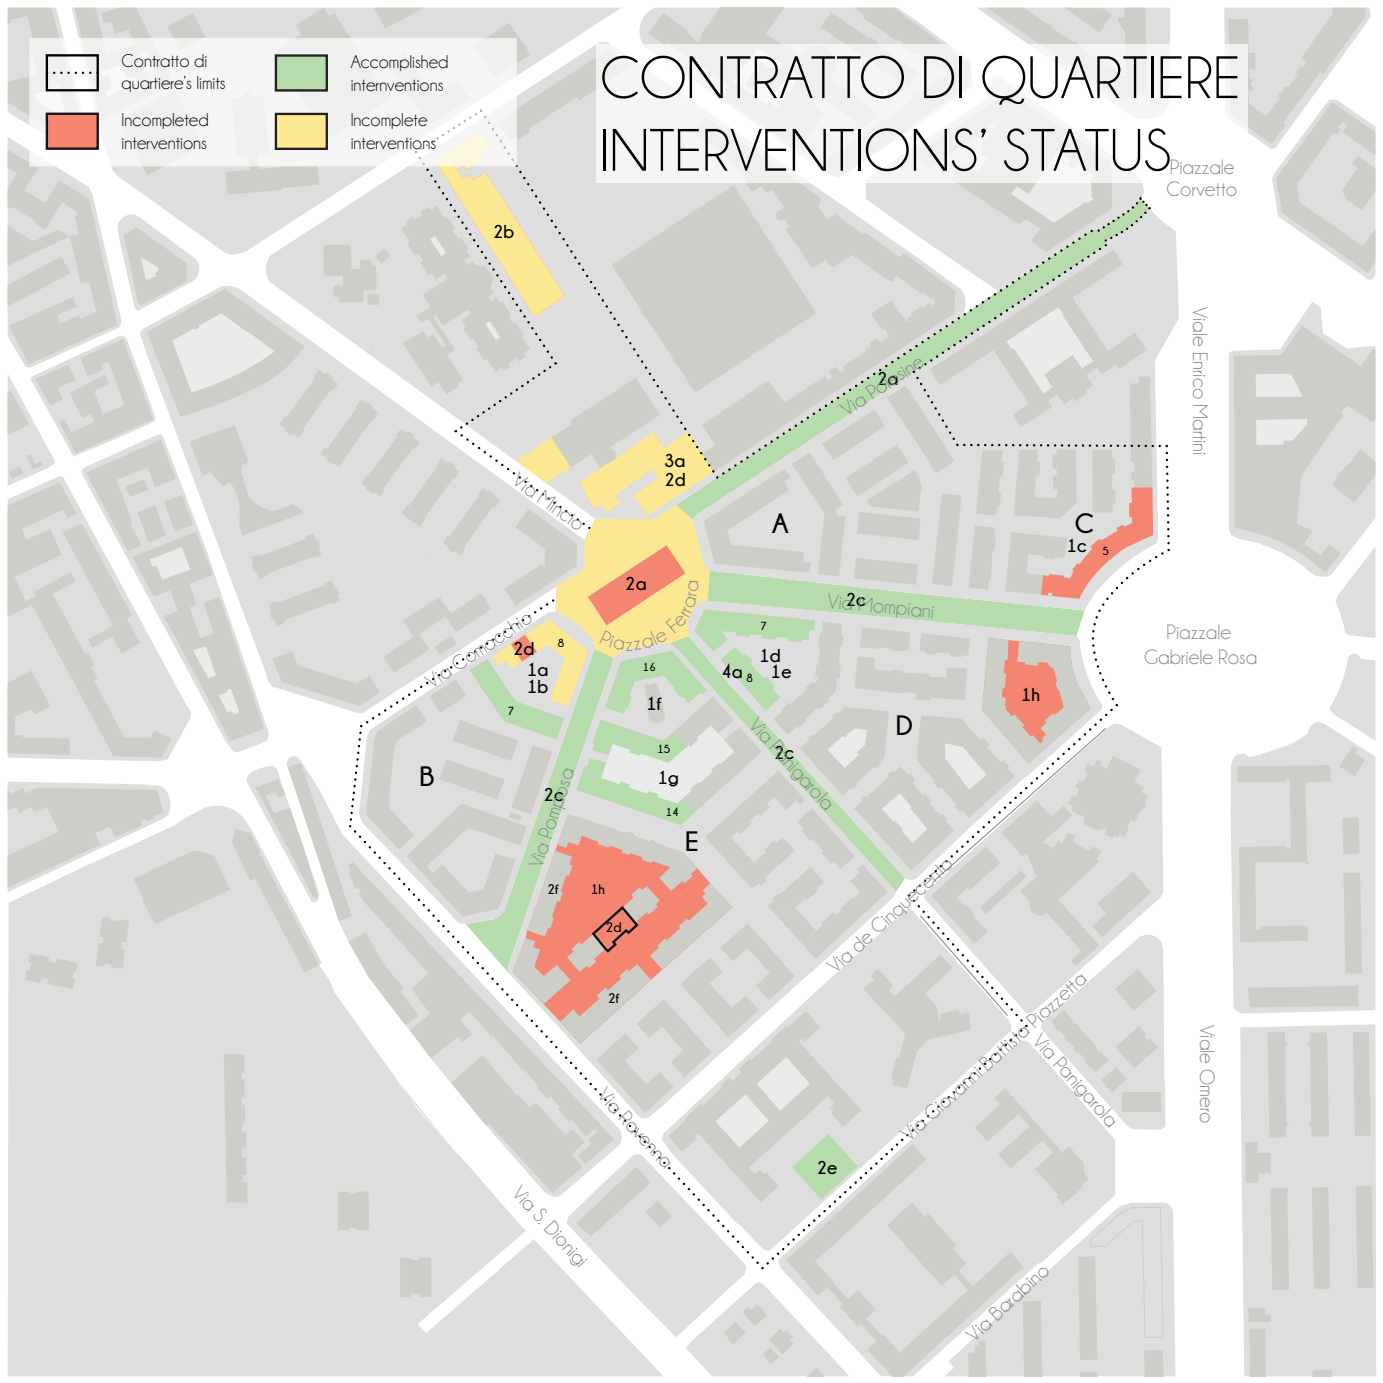 Contratto di
quartiere's limits
Accomplished
internventions
Incompleted
interventions
Incomplete
interventions
CONTRATTO DI QUARTIERE
INTERVENTIONS' STATUS
Piazzale
Corvetto
2b
Viale Enrico Martini
2a
Via Polesine
3a
2d
Via Mincio
A
C
1c
5
2a
Piazzale Ferrara
2c
Via Mompiani
7
1d
1e
4a
8
Piazzale
Gabriele Rosa
1h
Via Comacchio
2d
8
1a
1b
7
16
1f
15
1g
14
D
Via Panigarola
2c
B
2c
Via Pomposa
E
2f
1h
2d
2f
Via de Cinquecento
Via Giovanni Battista Piazzetta
Via Panigarola
Viale Omero
Via Ravenna
2e
Via S. Dionigi
Via Barabino